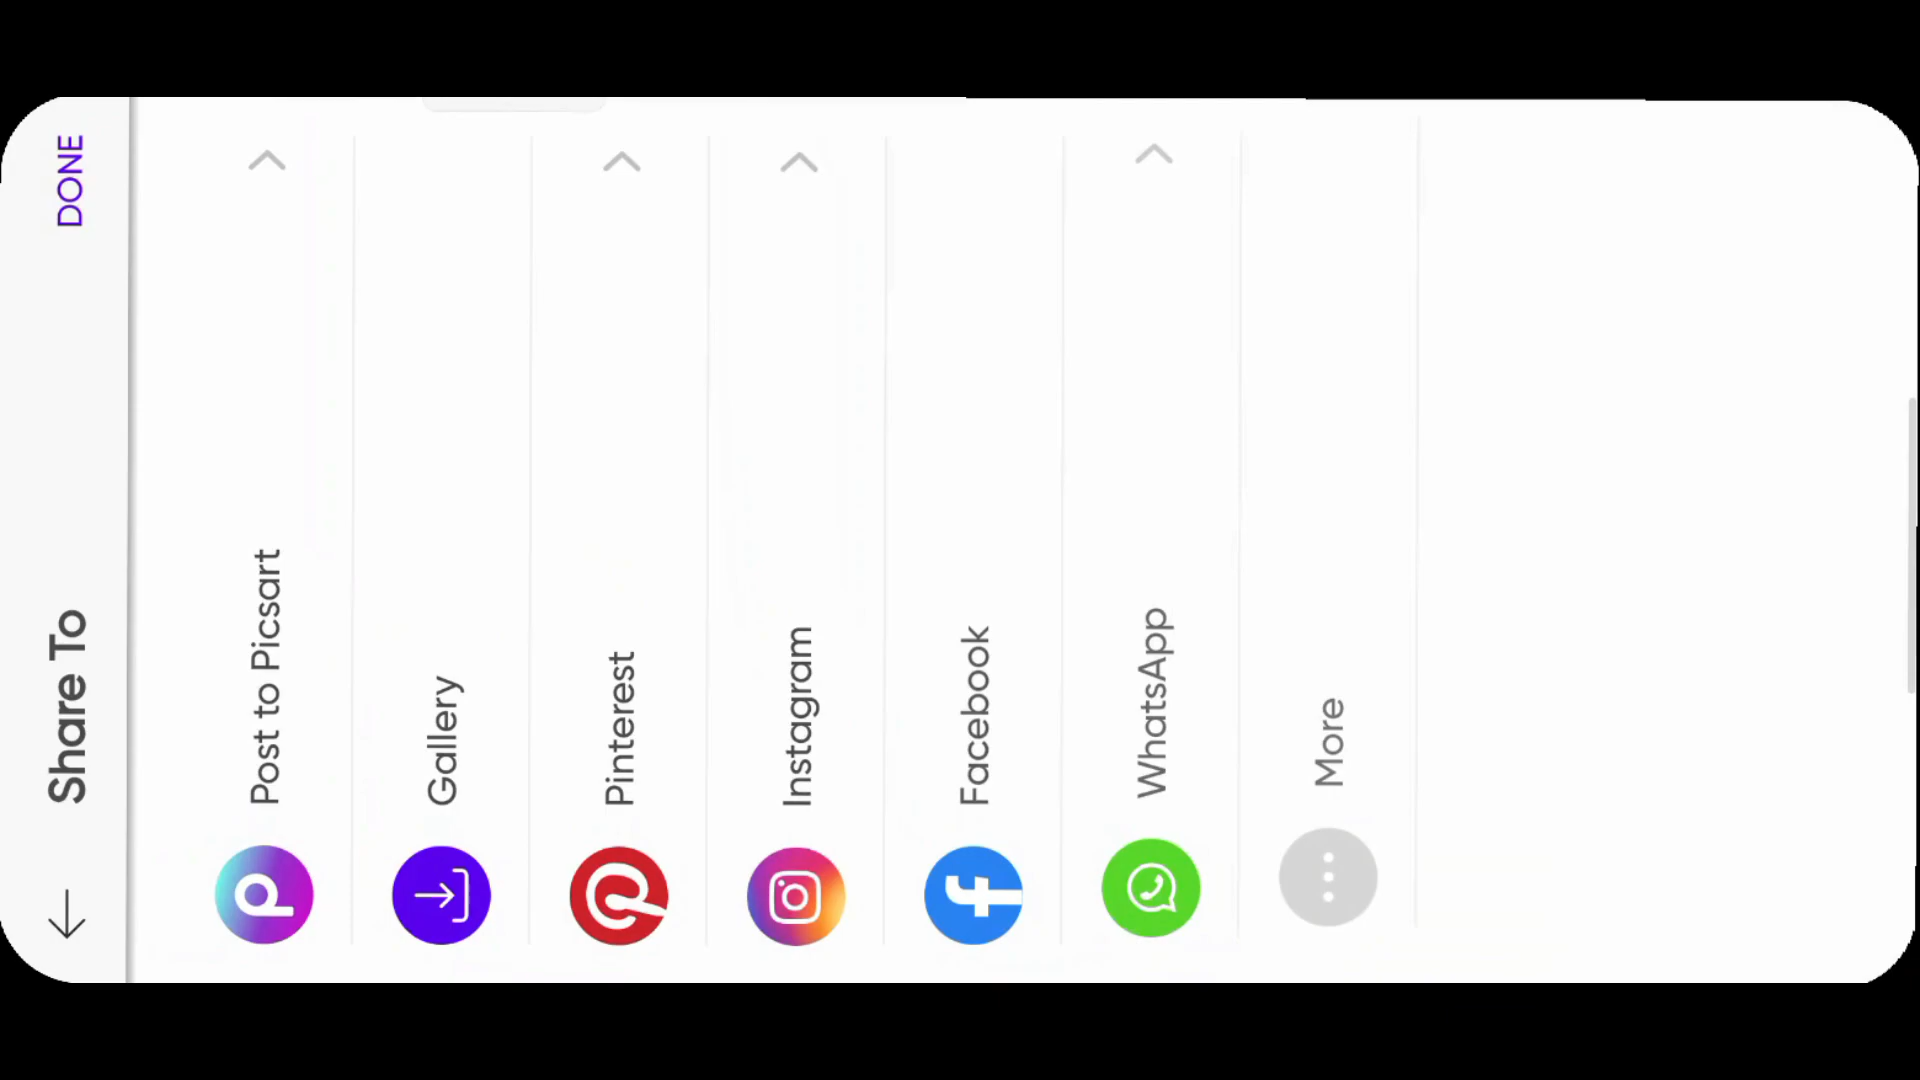 Share To
DONE
Post to Picsart
Gallery
Pinterest
Instagram
Facebook
WhatsApp
More